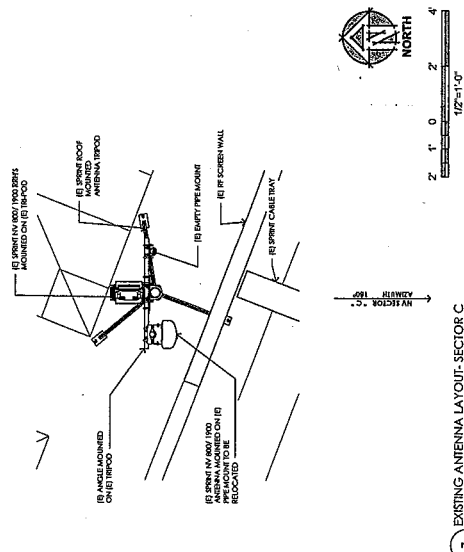 (E) SPRINT NV 800/ 1900 RRH'S
MOUNTED ON (E) TRI-POD
(E) SPRINT ROOF
MOUNTED
ANTENNA TRIPOD
(E) EMPTY PIPE MOUNT
(E) RF SCREEN WALL
(E) SPRINT CABLE TRAY
(E) ANGLE MOUNTED
ON (E) TRIPOD
(E) SPRINT NV 800/ 1900
ANTENNA MOUNTED ON (E)
PIPE MOUNT TO BE
RELOCATED
NV SECTOR "C"
AZIMUTH 180°
NORTH
2' 1' 0 2' 4'
1/2"=1'-0"
EXISTING ANTENNA LAYOUT- SECTOR C